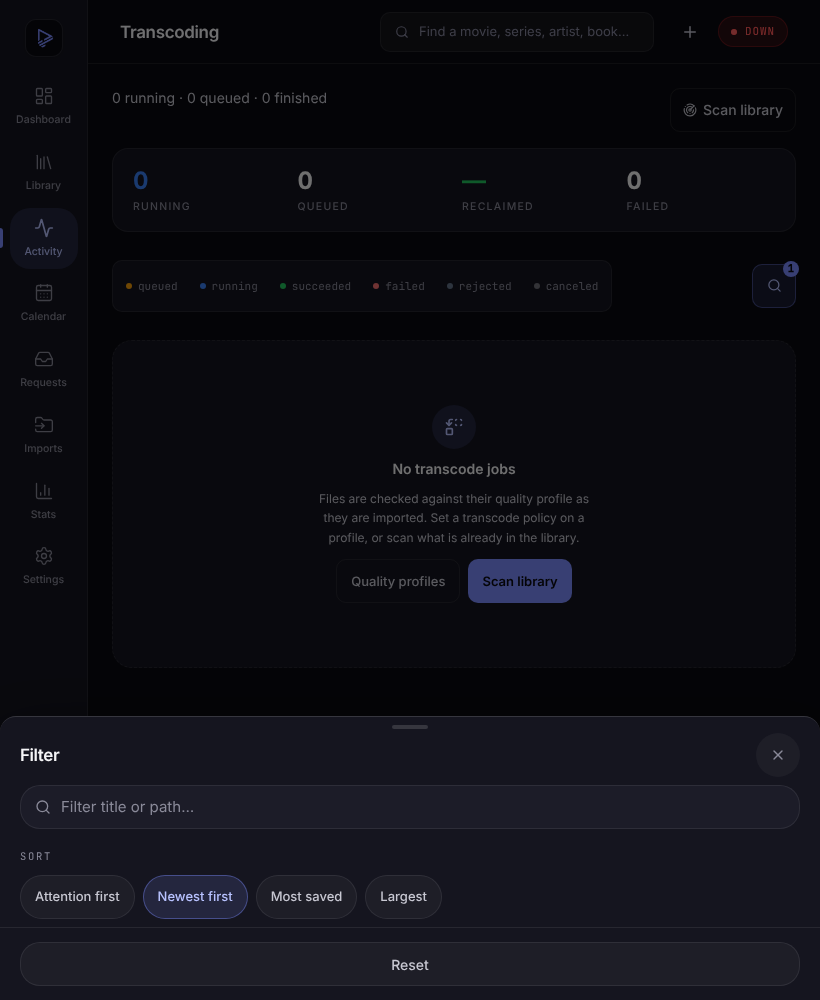 Transcoding
Find a movie, series, artist, book...
DOWN
Dashboard
Library
Activity
Calendar
Requests
Imports
Stats
Settings
0 running · 0 queued · 0 finished
Scan library
0
RUNNING
0
QUEUED
—
RECLAIMED
0
FAILED
queued
running
succeeded
failed
rejected
canceled
1
No transcode jobs
Files are checked against their quality profile as
they are imported. Set a transcode policy on a
profile, or scan what is already in the library.
Quality profiles
Scan library
Filter
Filter title or path...
SORT
Attention first
Newest first
Most saved
Largest
Reset